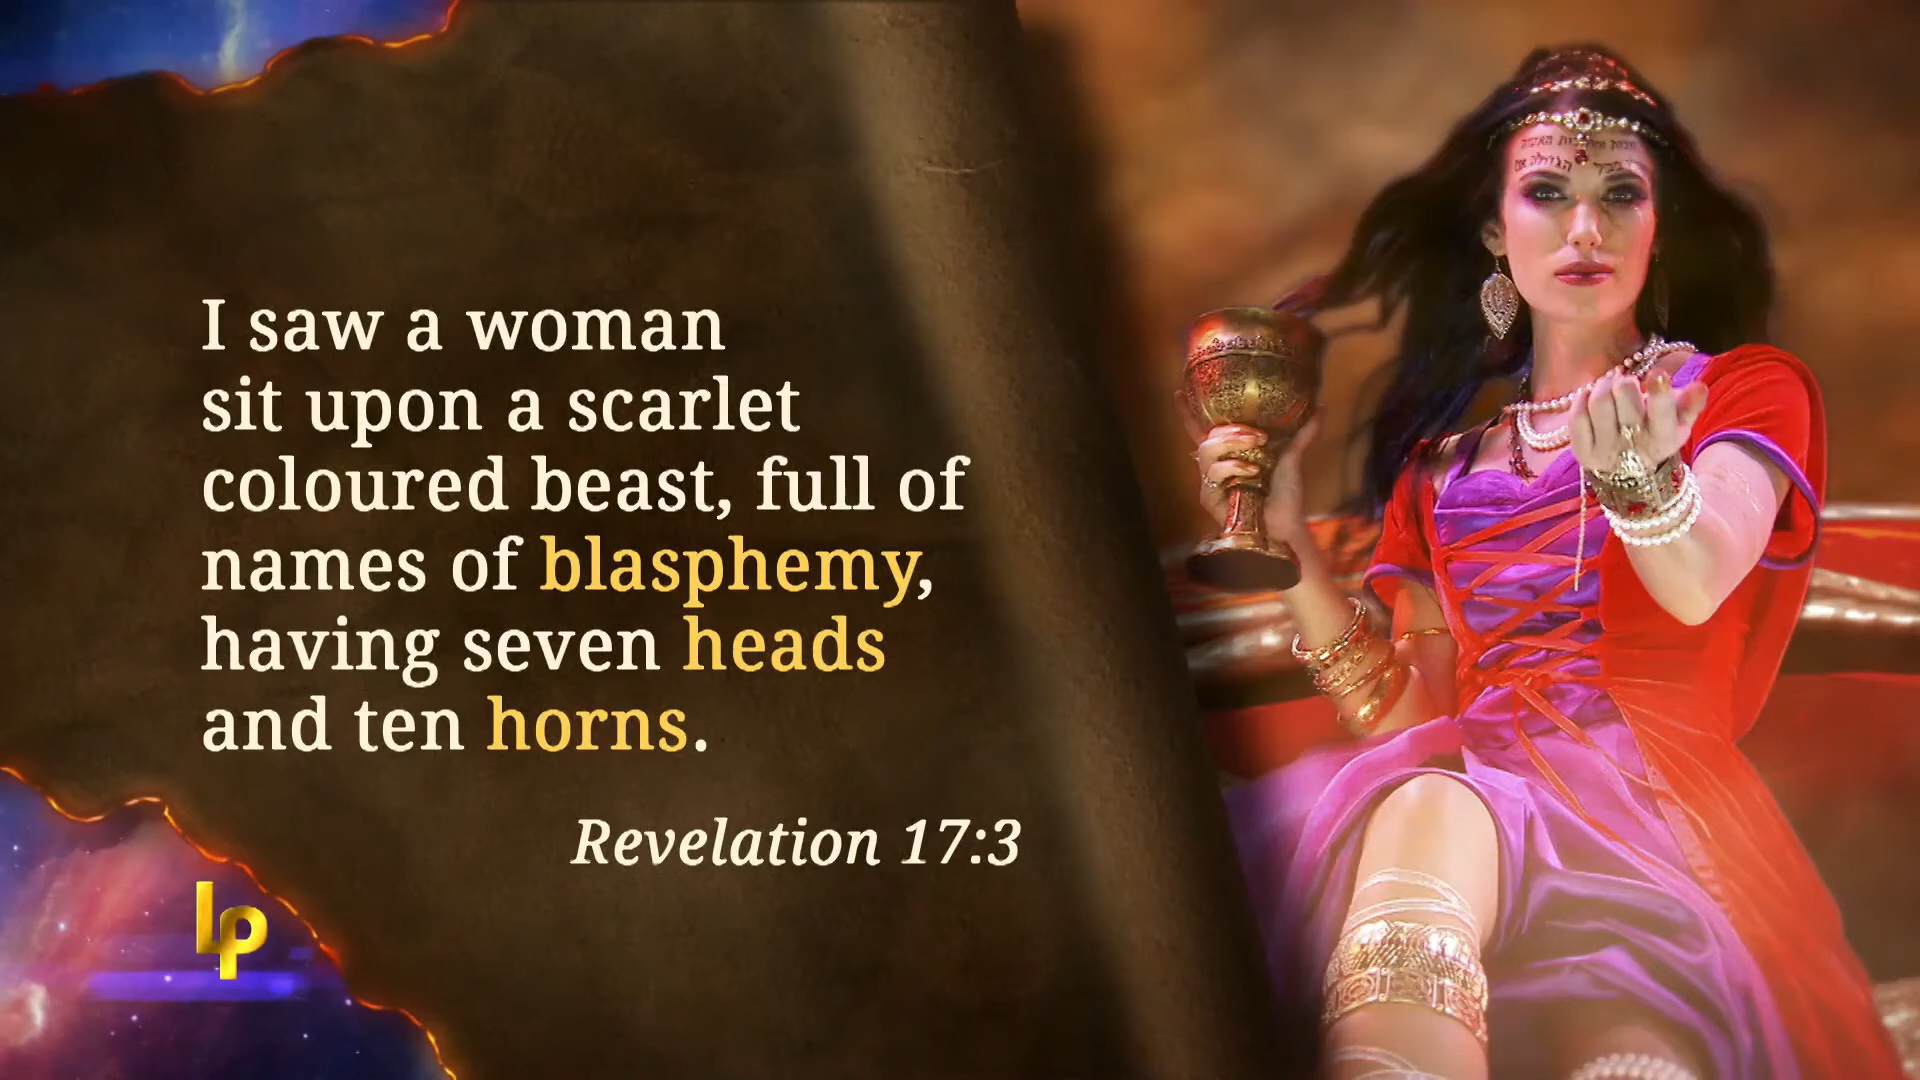 I saw a woman
sit upon a scarlet
coloured beast, full of
names of blasphemy,
having seven heads
and ten horns.
Revelation 17:3
Lp